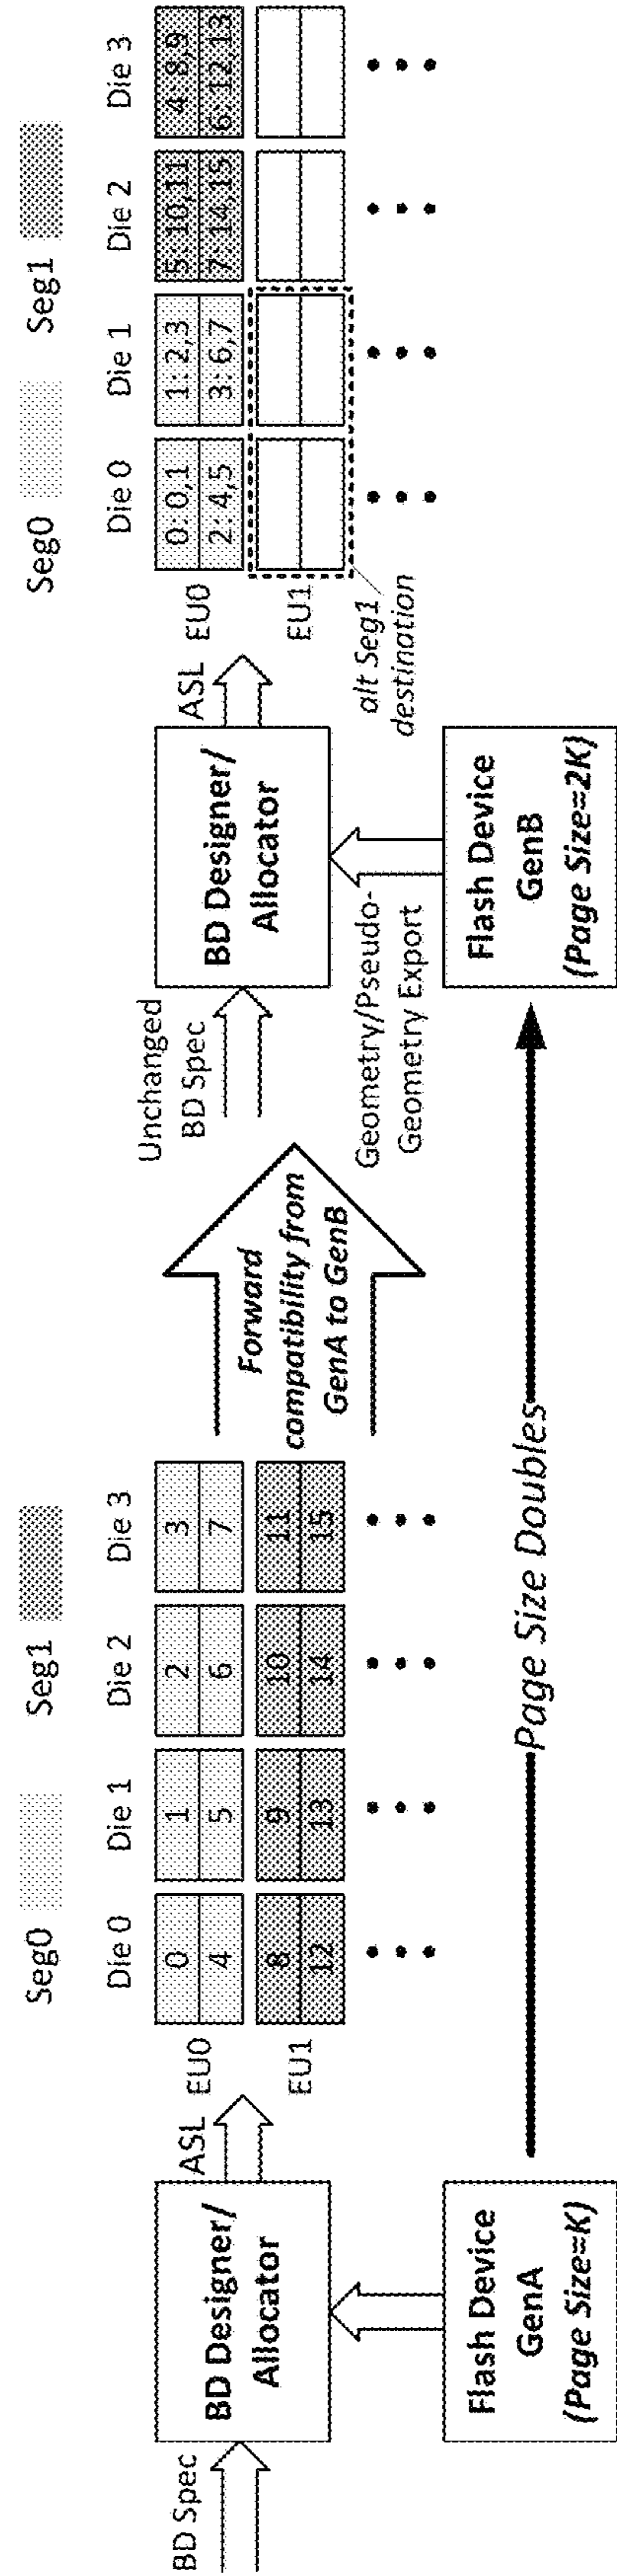 BD Spec
BD Designer/
Allocator
Flash Device
GenA
(Page Size=K)
ASL
Seg0
Seg1
Die 0
Die 1
Die 2
Die 3
EU0
0
1
2
3
4
5
6
7
EU1
8
9
10
11
12
13
14
15
Forward
compatibility from
GenA to GenB
Page Size Doubles
Unchanged
BD Spec
BD Designer/
Allocator
Geometry/Pseudo-
Geometry Export
Flash Device
GenB
(Page Size=2K)
ASL
Seg0
Seg1
Die 0
Die 1
Die 2
Die 3
EU0
0: 0,1
1: 2,3
5: 10,11
4: 8,9
2: 4,5
3: 6,7
7: 14,15
6: 12,13
EU1
alt Seg1
destination